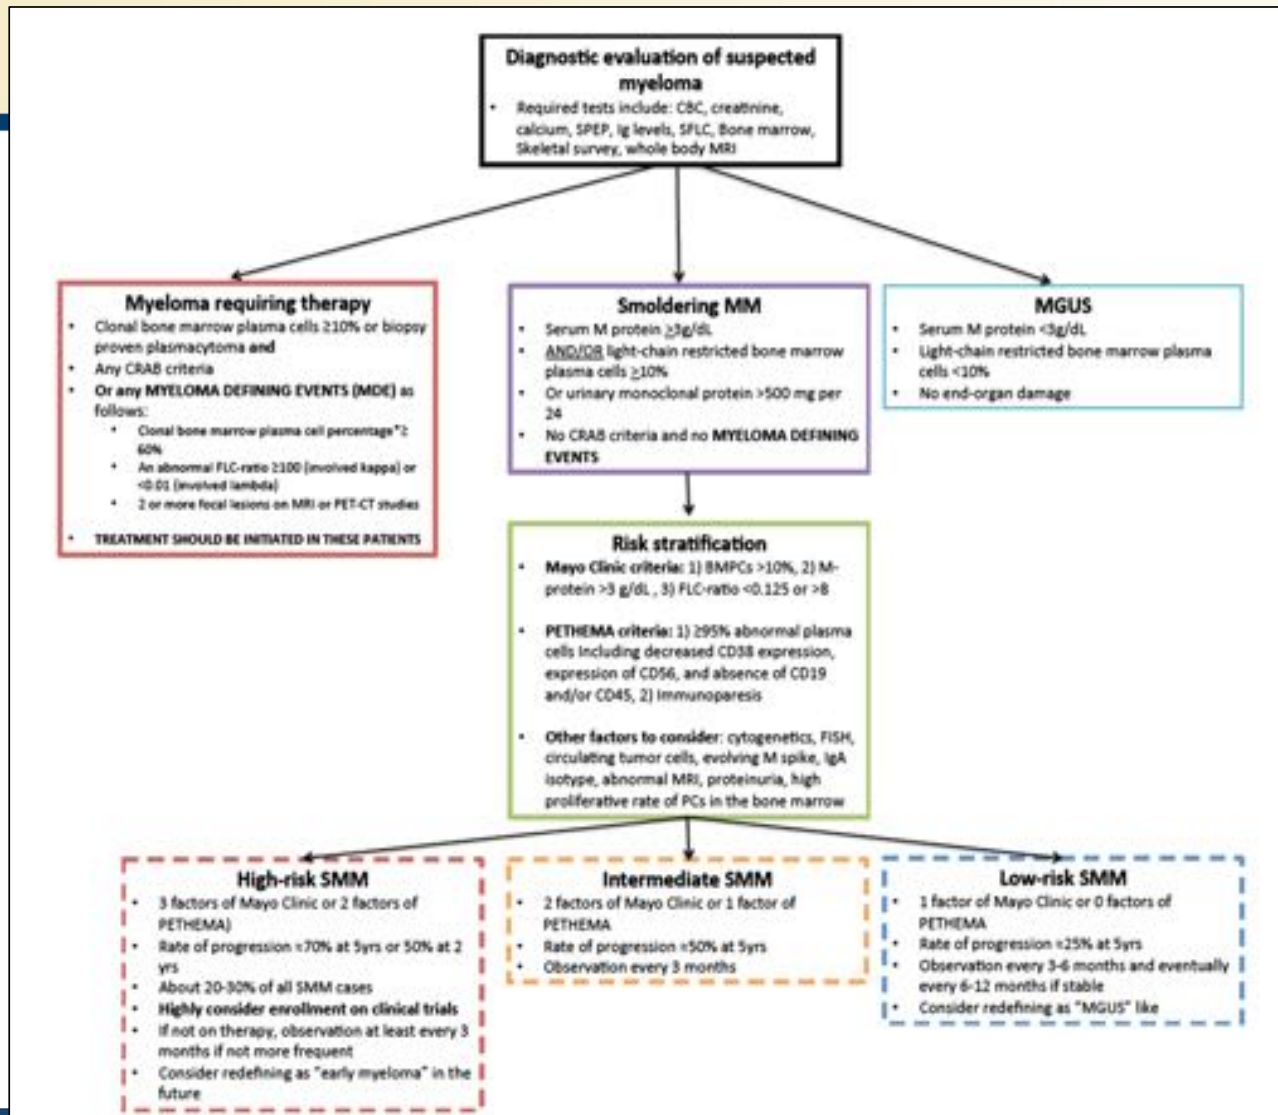 Diagnostic evaluation of suspected
myeloma
• Required tests include: CBC, creatinine,
calcium, SPEP, Ig levels, SFLC, Bone marrow,
Skeletal survey, whole body MRI
Myeloma requiring therapy
• Clonal bone marrow plasma cells ≥10% or biopsy
proven plasmacytoma and
• Any CRAB criteria
• Or any MYELOMA DEFINING EVENTS (MDE) as
follows:
• Clonal bone marrow plasma cell percentage*≥
60%
• An abnormal FLC-ratio ≥100 (involved kappa) or
<0.01 (involved lambda)
• 2 or more focal lesions on MRI or PET-CT studies
• TREATMENT SHOULD BE INITIATED IN THESE PATIENTS
Smoldering MM
• Serum M protein ≥3g/dL
• AND/OR light-chain restricted bone marrow
plasma cells ≥10%
• Or urinary monoclonal protein >500 mg per
24
• No CRAB criteria and no MYELOMA DEFINING
EVENTS
MGUS
• Serum M protein <3g/dL
• Light-chain restricted bone marrow plasma
cells <10%
• No end-organ damage
Risk stratification
• Mayo Clinic criteria: 1) BMPCs >10%, 2) M-
protein >3 g/dL , 3) FLC-ratio <0.125 or >8
• PETHEMA criteria: 1) ≥95% abnormal plasma
cells Including decreased CD38 expression,
expression of CD56, and absence of CD19
and/or CD45, 2) Immunoparesis
• Other factors to consider: cytogenetics, FISH,
circulating tumor cells, evolving M spike, IgA
isotype, abnormal MRI, proteinuria, high
proliferative rate of PCs in the bone marrow
High-risk SMM
• 3 factors of Mayo Clinic or 2 factors of
PETHEMA)
• Rate of progression ≈70% at 5yrs or 50% at 2
yrs
• About 20-30% of all SMM cases
• Highly consider enrollment on clinical trials
• If not on therapy, observation at least every 3
months if not more frequent
• Consider redefining as "early myeloma" in the
future
Intermediate SMM
• 2 factors of Mayo Clinic or 1 factor of
PETHEMA
• Rate of progression ≈50% at 5yrs
• Observation every 3 months
Low-risk SMM
• 1 factor of Mayo Clinic or 0 factors of
PETHEMA
• Rate of progression ≈25% at 5yrs
• Observation every 3-6 months and eventually
every 6-12 months if stable
• Consider redefining as "MGUS" like